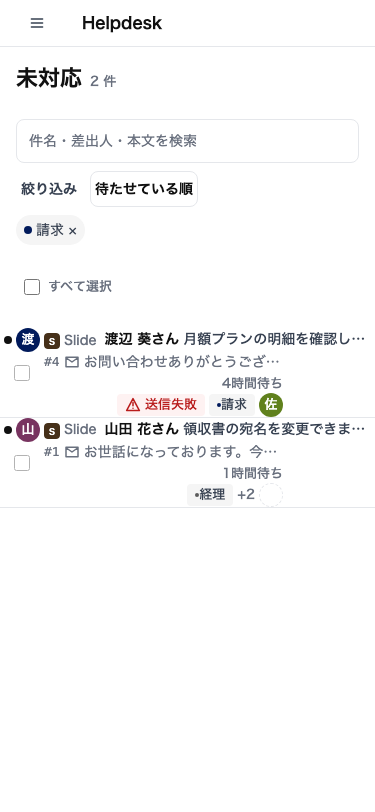 Helpdesk
未対応 2 件
件名・差出人・本文を検索
絞り込み 待たせている順
請求 ×
すべて選択
渡 s Slide 渡辺 葵さん 月額プランの明細を確認し…
#4 お問い合わせありがとうござ…
4時間待ち
送信失敗 •請求 佐
山 s Slide 山田 花さん 領収書の宛名を変更できま…
#1 お世話になっております。今…
1時間待ち
•経理 +2